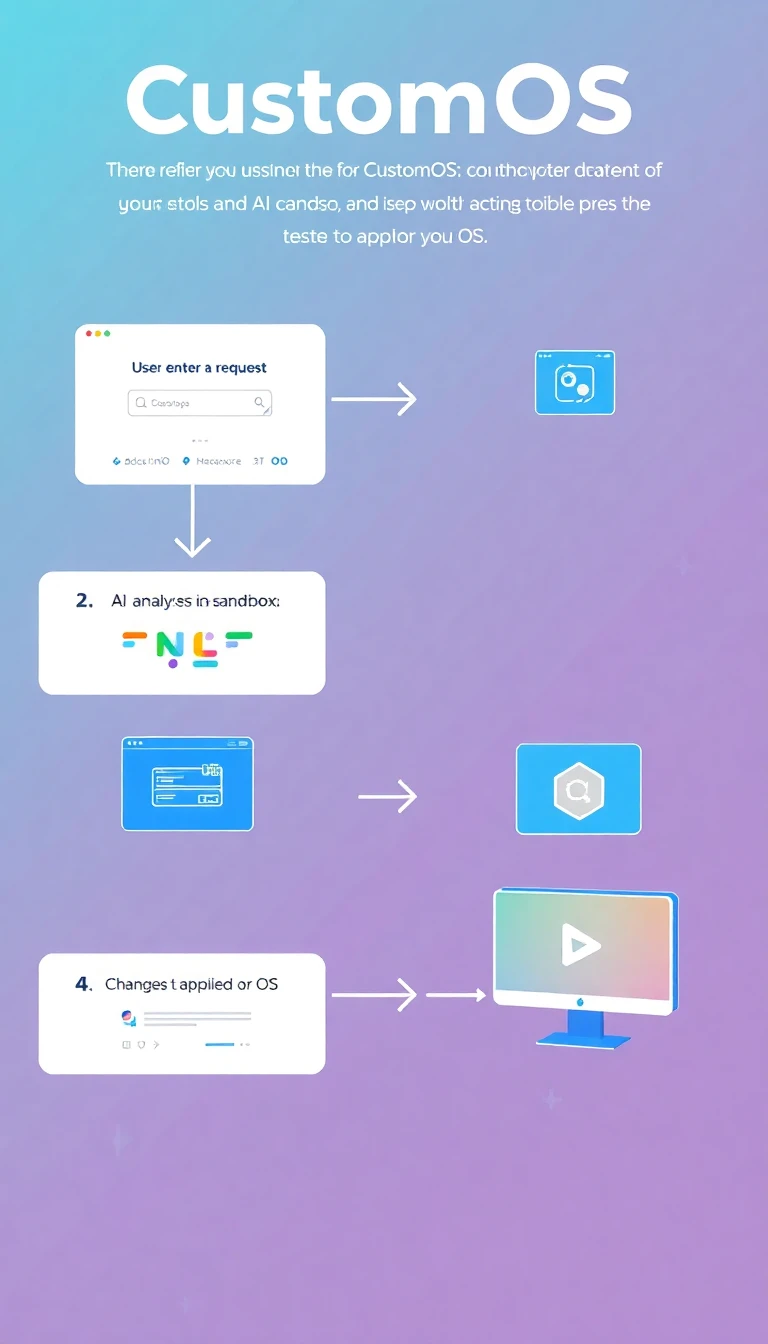 CustomOS
There refier you ussinet the for CustomOS: couthoypter deatent of
your stols and AI candso, and isep wolth acting toible pres the
teste to applor you OS.
User enter a request
2. AI analyses in sandbox:
4. Changes t applied or OS